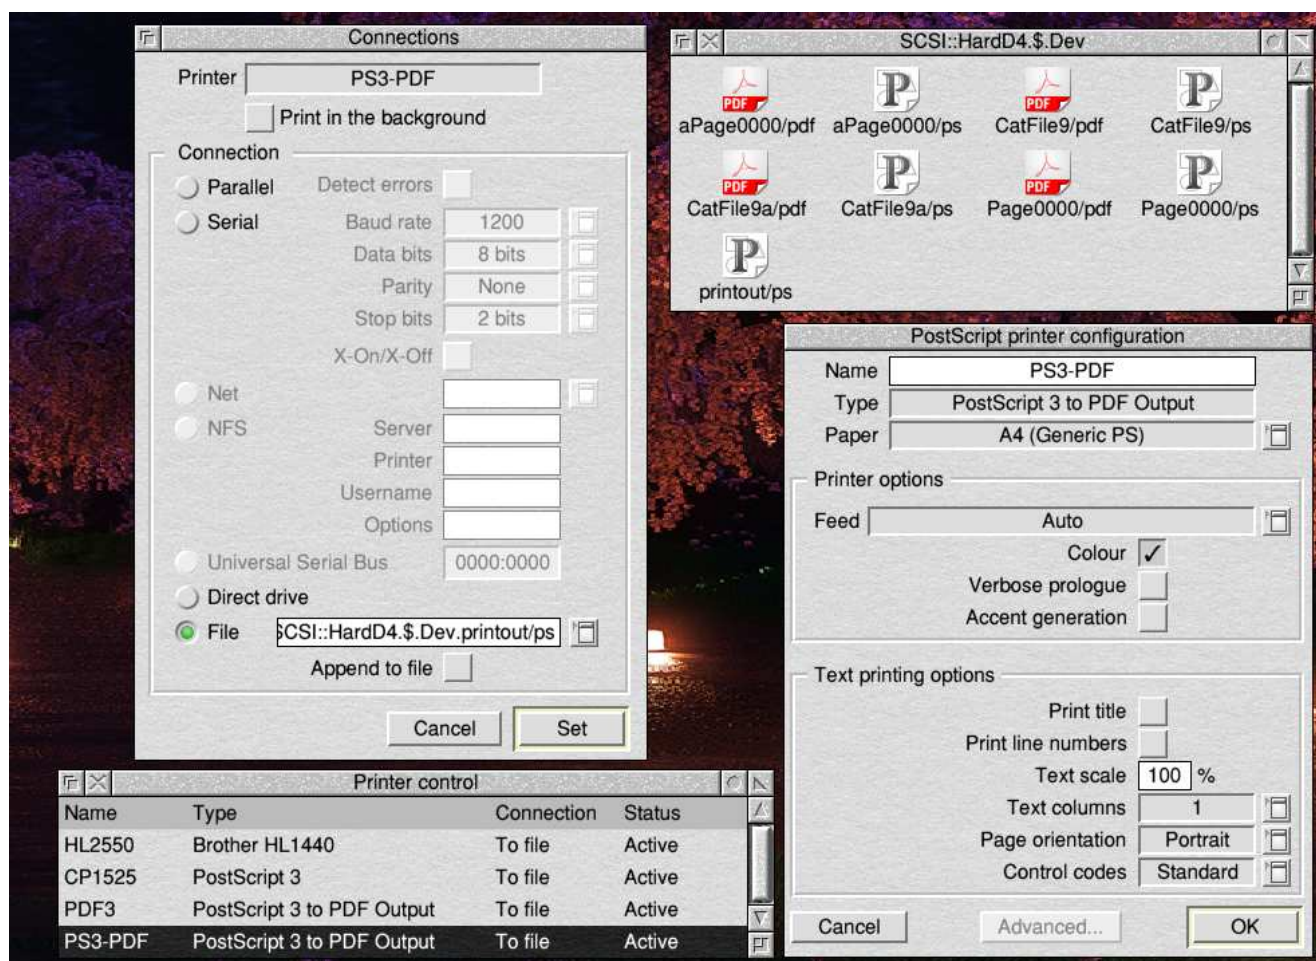 Connections
Printer PS3-PDF
Print in the background
Connection
Parallel Detect errors
Serial Baud rate 1200
Data bits 8 bits
Parity None
Stop bits 2 bits
X-On/X-Off
Net
NFS Server
Printer
Username
Options
Universal Serial Bus 0000:0000
Direct drive
File SCSI::HardD4.$.Dev.printout/ps
Append to file
Cancel Set
SCSI::HardD4.$.Dev
PDF P PDF P
aPage0000/pdf aPage0000/ps CatFile9/pdf CatFile9/ps
PDF P PDF P
CatFile9a/pdf CatFile9a/ps Page0000/pdf Page0000/ps
P
printout/ps
PostScript printer configuration
Name PS3-PDF
Type PostScript 3 to PDF Output
Paper A4 (Generic PS)
Printer options
Feed Auto
Colour ✓
Verbose prologue
Accent generation
Text printing options
Print title
Print line numbers
Text scale 100 %
Text columns 1
Page orientation Portrait
Control codes Standard
Cancel Advanced... OK
Printer control
Name Type Connection Status
HL2550 Brother HL1440 To file Active
CP1525 PostScript 3 To file Active
PDF3 PostScript 3 to PDF Output To file Active
PS3-PDF PostScript 3 to PDF Output To file Active